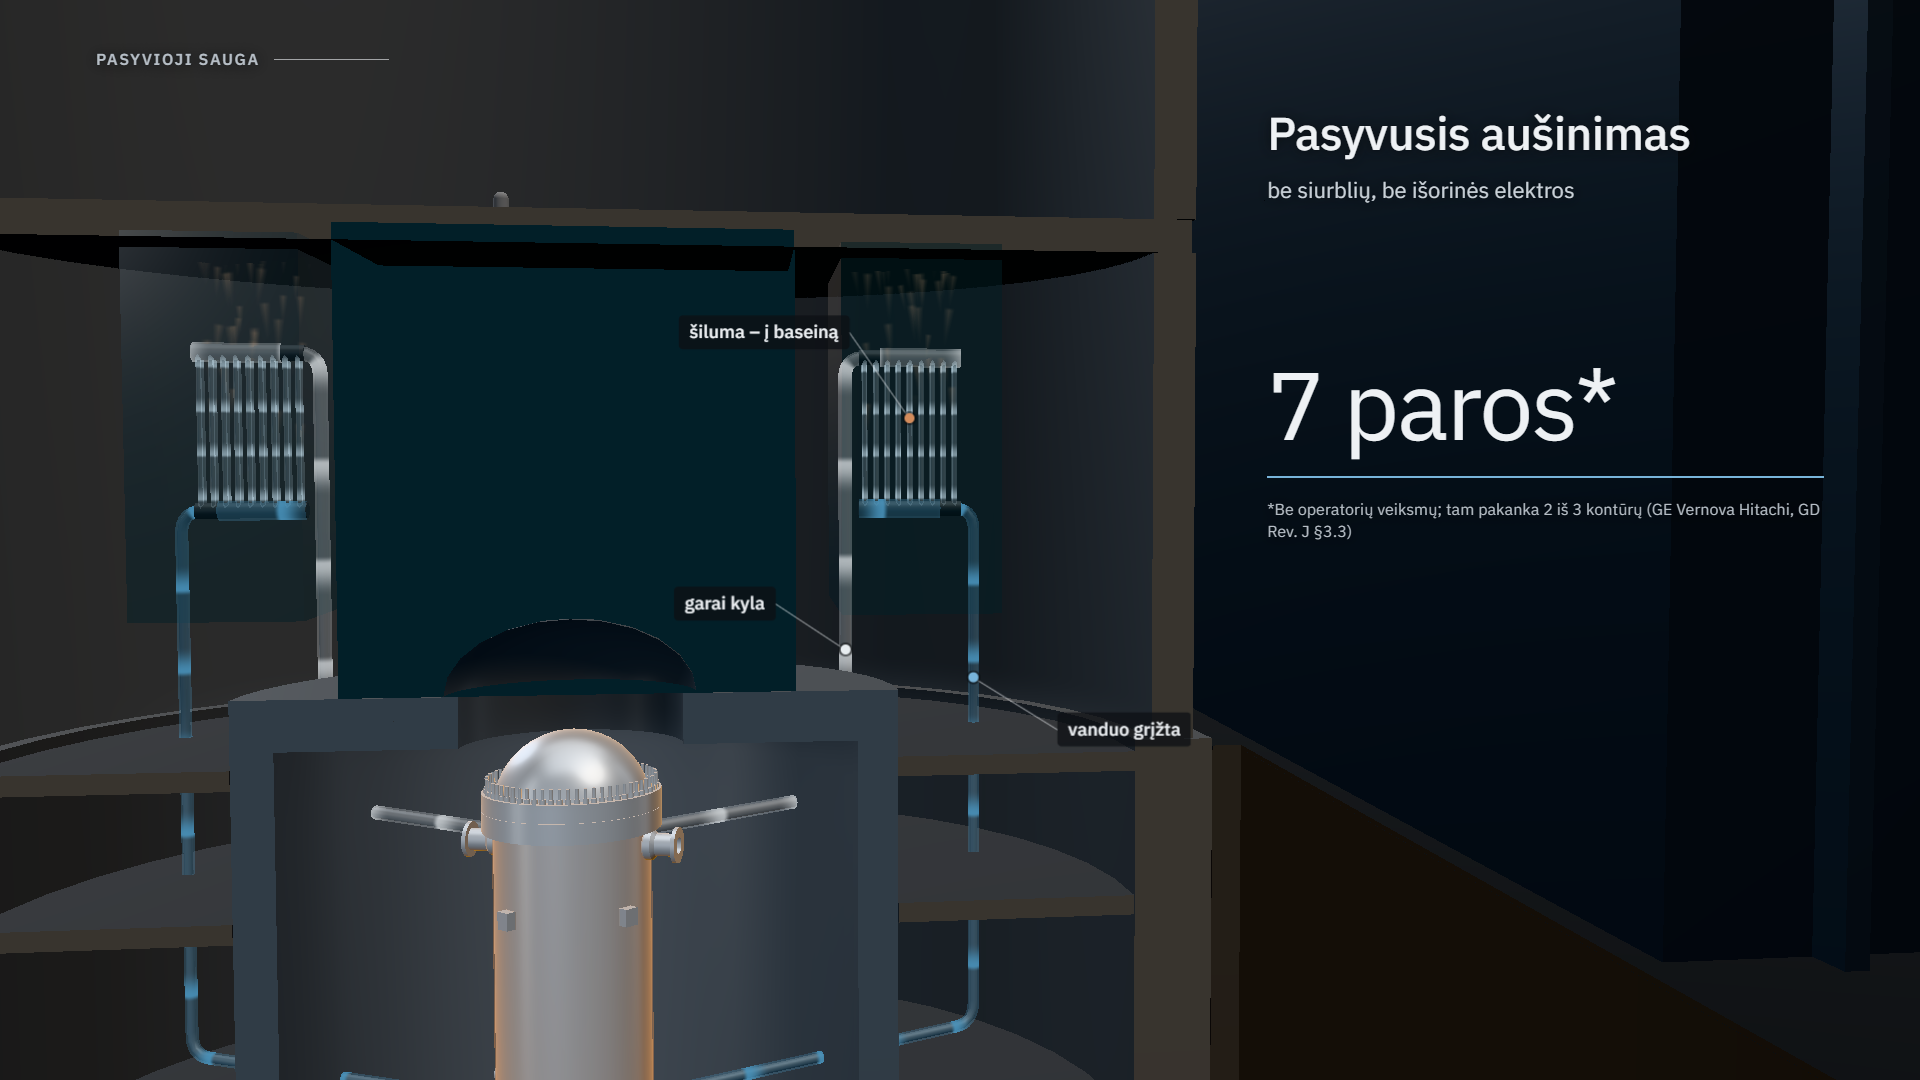 PASYVIOJI SAUGA
Pasyvusis aušinimas
be siurblių, be išorinės elektros
šiluma – į baseiną
7 paros*
*Be operatorių veiksmų; tam pakanka 2 iš 3 kontūrų (GE Vernova Hitachi, GD
Rev. J §3.3)
garai kyla
vanduo grįžta